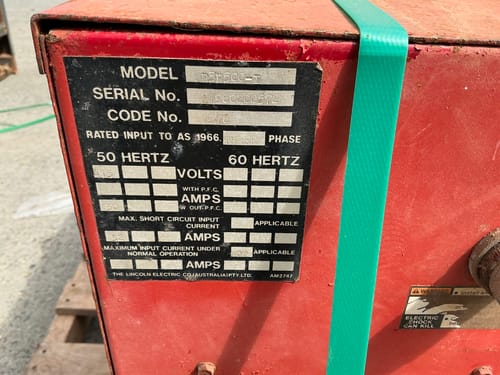 MODEL
SERIAL No.
CODE No.
RATED INPUT TO AS 1966. PHASE
50 HERTZ 60 HERTZ
VOLTS
WITH P.F.C.
AMPS
W OUT-P.F.C.
MAX. SHORT CIRCUIT INPUT
CURRENT APPLICABLE
AMPS
MAXIMUM INPUT CURRENT UNDER
NORMAL OPERATION APPLICABLE
AMPS
THE LINCOLN ELECTRIC CO. (AUSTRALIA) PTY. LTD. AM2747
WARNING
ELECTRIC
SHOCK
CAN KILL